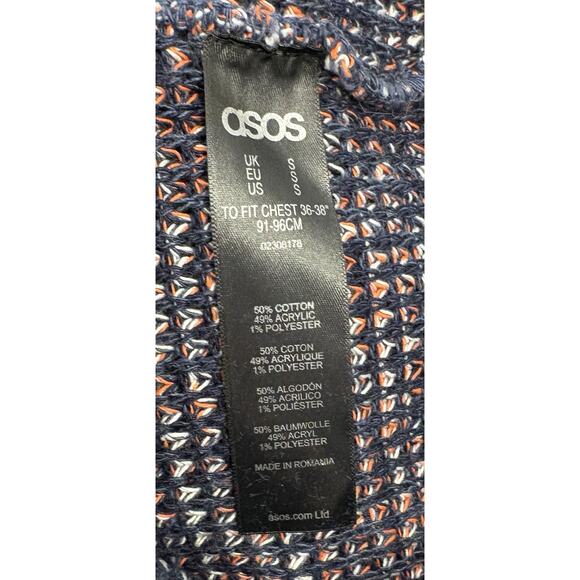 asos
UK S
EU S
US S
TO FIT CHEST 36-38"
91-96CM
02308178
50% COTTON
49% ACRYLIC
1% POLYESTER
50% COTON
49% ACRYLIQUE
1% POLYESTER
50% ALGODÓN
49% ACRILICO
1% POLIÉSTER
50% BAUMWOLLE
49% ACRYL
1% POLYESTER
MADE IN ROMANIA
asos.com Ltd